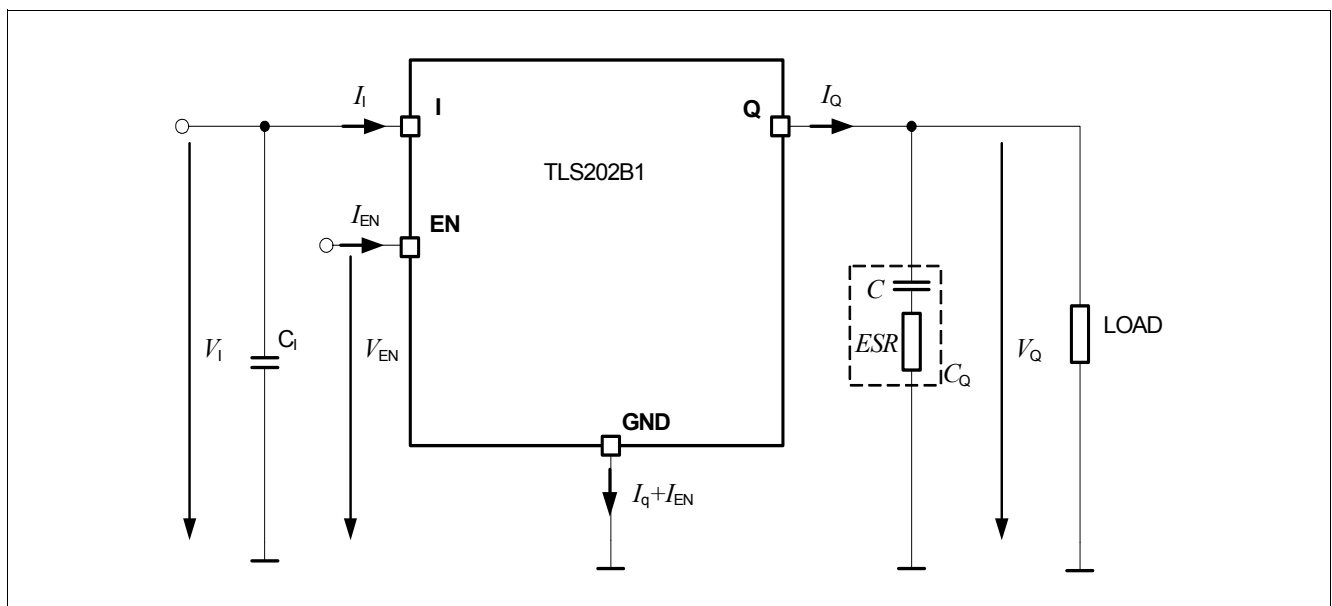 I_I
I
Q
I_Q
TLS202B1
I_EN
EN
C
LOAD
V_I
C_I
V_EN
ESR
V_Q
C_Q
GND
I_q+I_EN